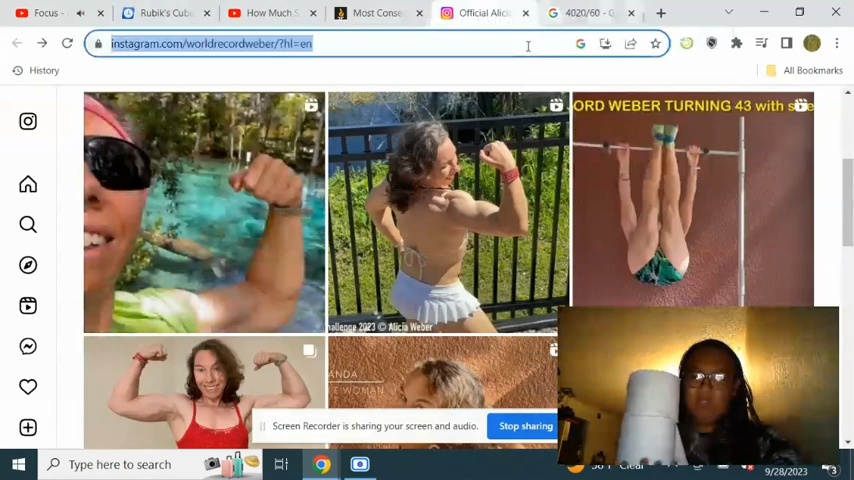 Focus -
Rubik's Cube
How Much S
Most Conse
Official Alicia
4020/60 - G
instagram.com/worldrecordweber/?hl=en
History
All Bookmarks
ORD WEBER TURNING 43 with s
hallenge 2023 © Alicia Weber
ANDA
WOMAN
Screen Recorder is sharing your screen and audio.
Stop sharing
Type here to search
Clear
9/28/2023
3